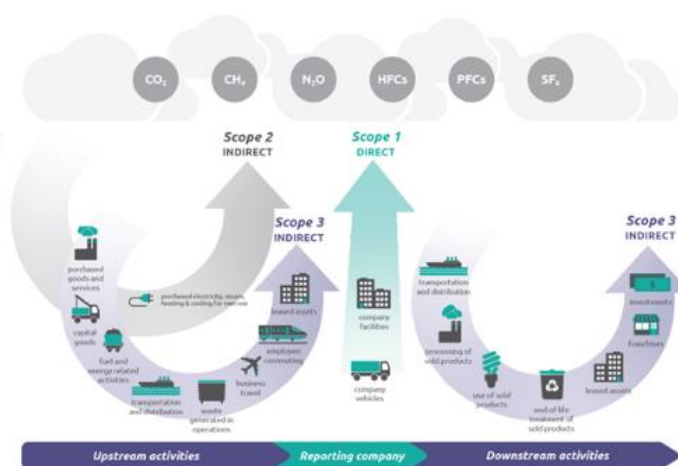 CO₂ CH₄ N₂O HFCs PFCs SF₆
Scope 2
INDIRECT
Scope 1
DIRECT
Scope 3
INDIRECT
Scope 3
INDIRECT
purchased
goods and
services
capital
goods
fuel and
energy related
activities
transportation
and distribution
waste
generated in
operations
business
travel
employee
commuting
leased assets
purchased electricity, steam,
heating & cooling for own use
company
facilities
company
vehicles
transportation
and distribution
processing of
sold products
use of sold
products
end-of-life
treatment of
sold products
leased assets
franchises
investments
Upstream activities
Reporting company
Downstream activities